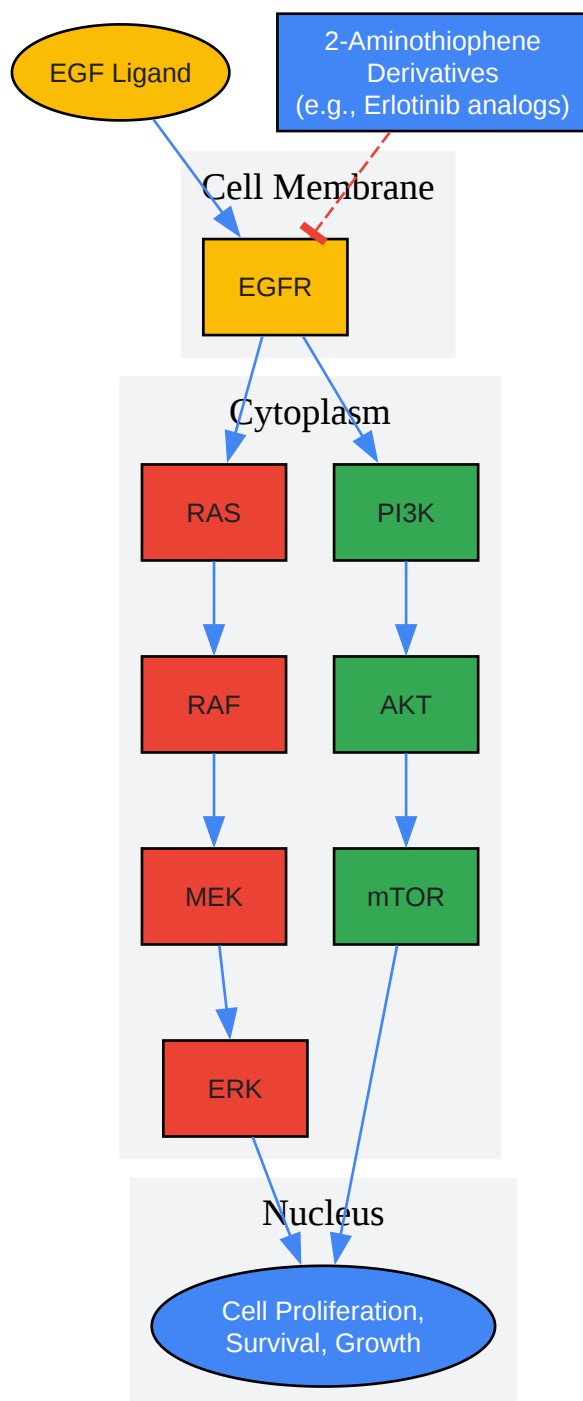 EGF Ligand
2-Aminothiophene
Derivatives
(e.g., Erlotinib analogs)
Cell Membrane
EGFR
Cytoplasm
RAS
PI3K
RAF
AKT
MEK
mTOR
ERK
Nucleus
Cell Proliferation,
Survival, Growth